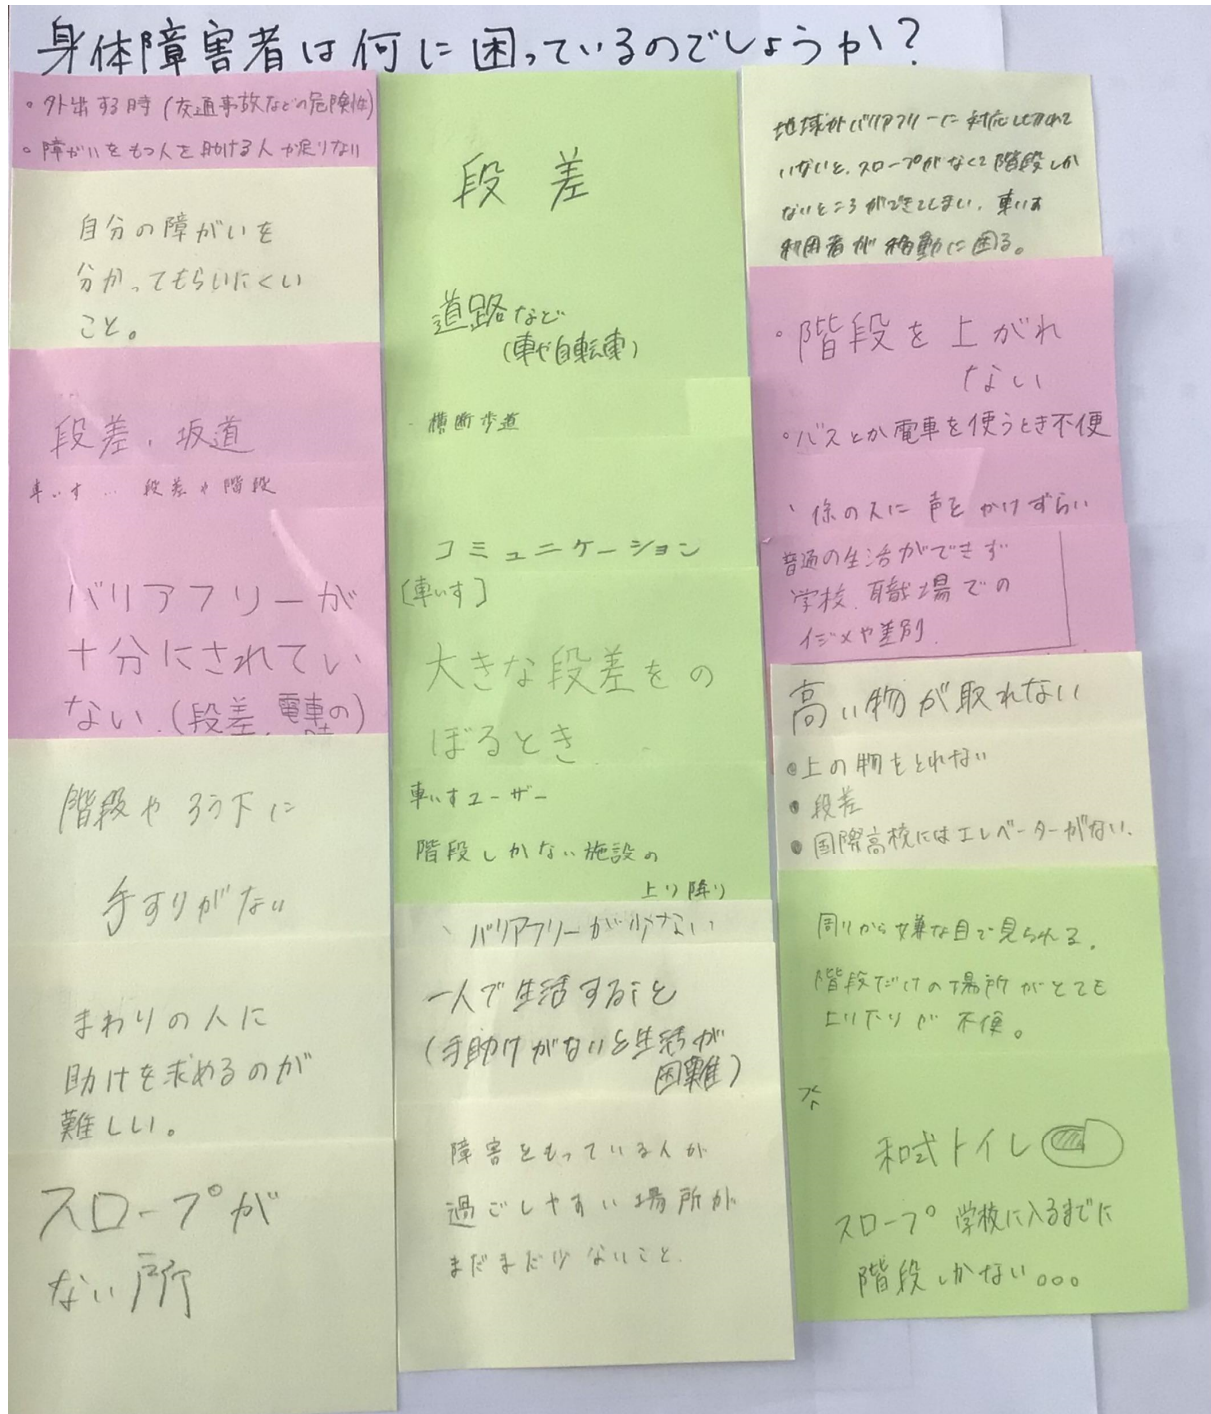 身体障害者は何に困っているのでしょうか？
。外出する時(交通事故などの危険性)
。障がいをもつ人を助ける人が足りない
自分の障がいを
分かってもらいにくい
こと。
段差、坂道
車いす … 段差や階段
バリアフリーが
十分にされてい
ない、(段差、電車の)
階段やろう下に
手すりがない
まわりの人に
助けを求めるのが
難しい。
スロープが
ない所
段差
道路など
(車や自転車)
・横断歩道
コミュニケーション
[車いす]
大きな段差をの
ぼるとき
車いすユーザー
階段しかない施設の
上り降り
、バリアフリーが少ない
一人で生活すること
(手助けがないと生活が
困難)
障害をもっている人が
過ごしやすい場所が
まだまだ少ないこと.
地域がバリアフリーに対応しきれて
いないと、スロープがなくて階段しか
ないところができてしまい、車いす
利用者が移動に困る。
。階段を上がれ
ない
。バスとか電車を使うとき不便
、係の人に声をかけずらい
普通の生活ができず
学校、職場での
イジメや差別.
高い物が取れない
●上の物をとれない
●段差
●国際高校にはエレベーターがない.
周りから嫌な目で見られる.
階段だけの場所がとても
上り下りが不便。
和式トイレ
スロープ 学校に入るまでに
階段しかない。。。